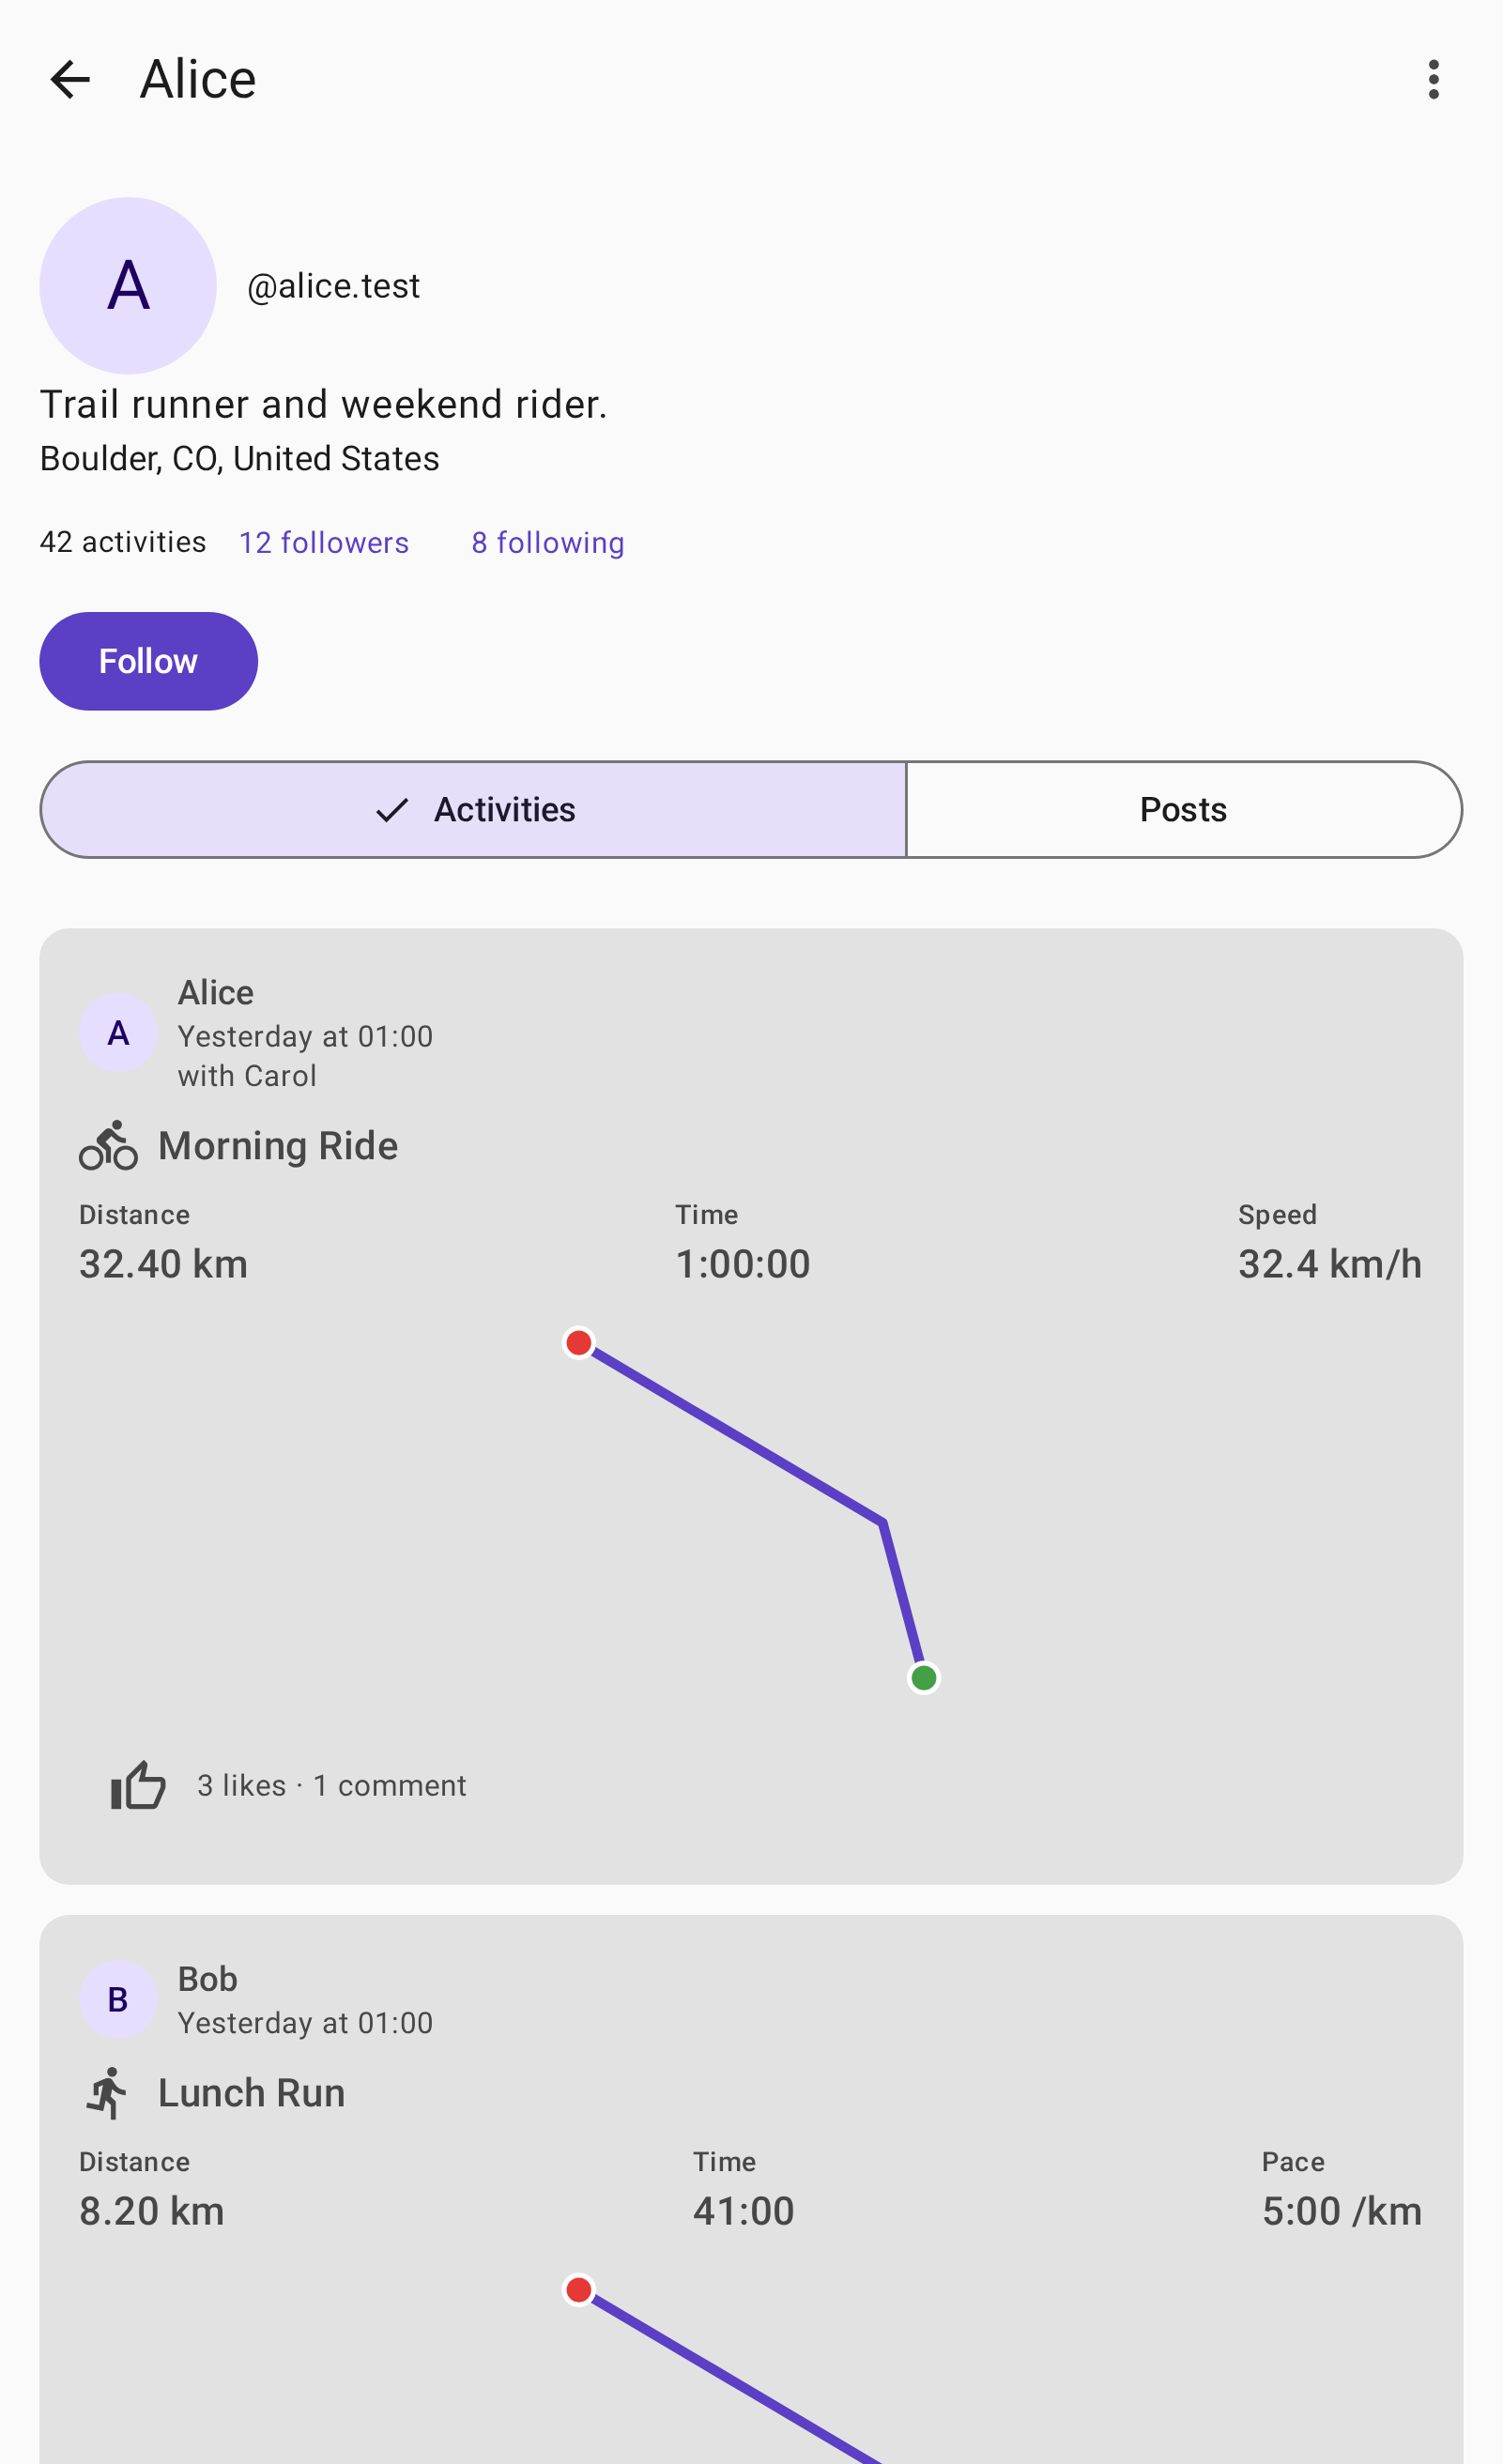 Alice
A
@alice.test
Trail runner and weekend rider.
Boulder, CO, United States
42 activities 12 followers 8 following
Follow
Activities Posts
A
Alice
Yesterday at 01:00
with Carol
Morning Ride
Distance Time Speed
32.40 km 1:00:00 32.4 km/h
3 likes · 1 comment
B
Bob
Yesterday at 01:00
Lunch Run
Distance Time Pace
8.20 km 41:00 5:00 /km